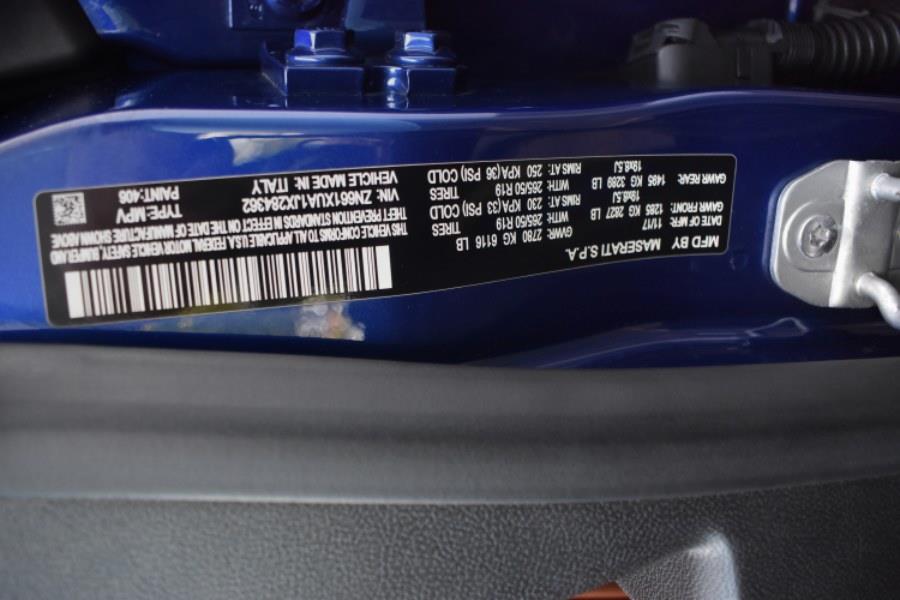 MFD BY MASERATI S.P.A.
DATE OF MFR: 11/17 GVWR: 2780 KG 6116 LB
GAWR FRONT: 1285 KG 2827 LB WITH 265/50 R19 TIRES
19x8.5J RIMS AT: 230 KPA (33 PSI) COLD
GAWR REAR: 1495 KG 3289 LB WITH 265/50 R19 TIRES
19x8.5J RIMS AT: 250 KPA (36 PSI) COLD
THIS VEHICLE CONFORMS TO ALL APPLICABLE U.S.A. FEDERAL MOTOR VEHICLE SAFETY, BUMPER, AND
THEFT PREVENTION STANDARDS IN EFFECT ON THE DATE OF MANUFACTURE SHOWN ABOVE
VIN: ZN661XUA1JX284362 TYPE: MPV
VEHICLE MADE IN: ITALY PAINT:406